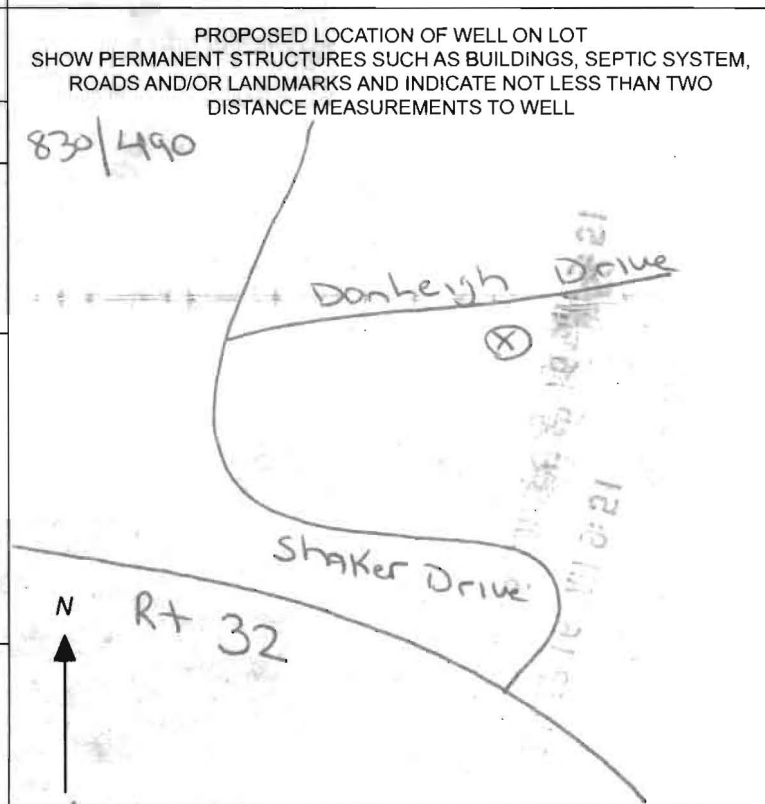 PROPOSED LOCATION OF WELL ON LOT
SHOW PERMANENT STRUCTURES SUCH AS BUILDINGS, SEPTIC SYSTEM,
ROADS AND/OR LANDMARKS AND INDICATE NOT LESS THAN TWO
DISTANCE MEASUREMENTS TO WELL
830/490
Donheigh Drive
X
Shaker Drive
N
Rt 32